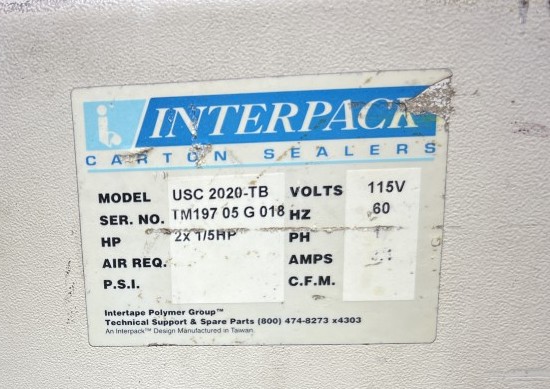 INTERPACK
CARTON SEALERS
MODEL USC 2020-TB VOLTS 115V
SER. NO. TM197 05 G 018 HZ 60
HP 2x 1/5HP PH
AIR REQ. AMPS
P.S.I. C.F.M.
Intertape Polymer Group™
Technical Support & Spare Parts (800) 474-8273 x4303
An Interpack™ Design Manufactured in Taiwan.